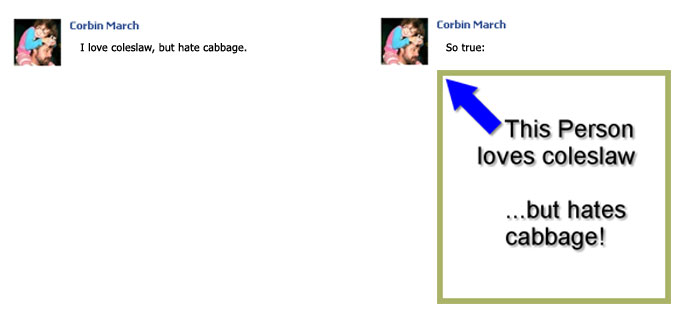 Corbin March
I love coleslaw, but hate cabbage.
Corbin March
So true:
This Person
loves coleslaw
...but hates
cabbage!